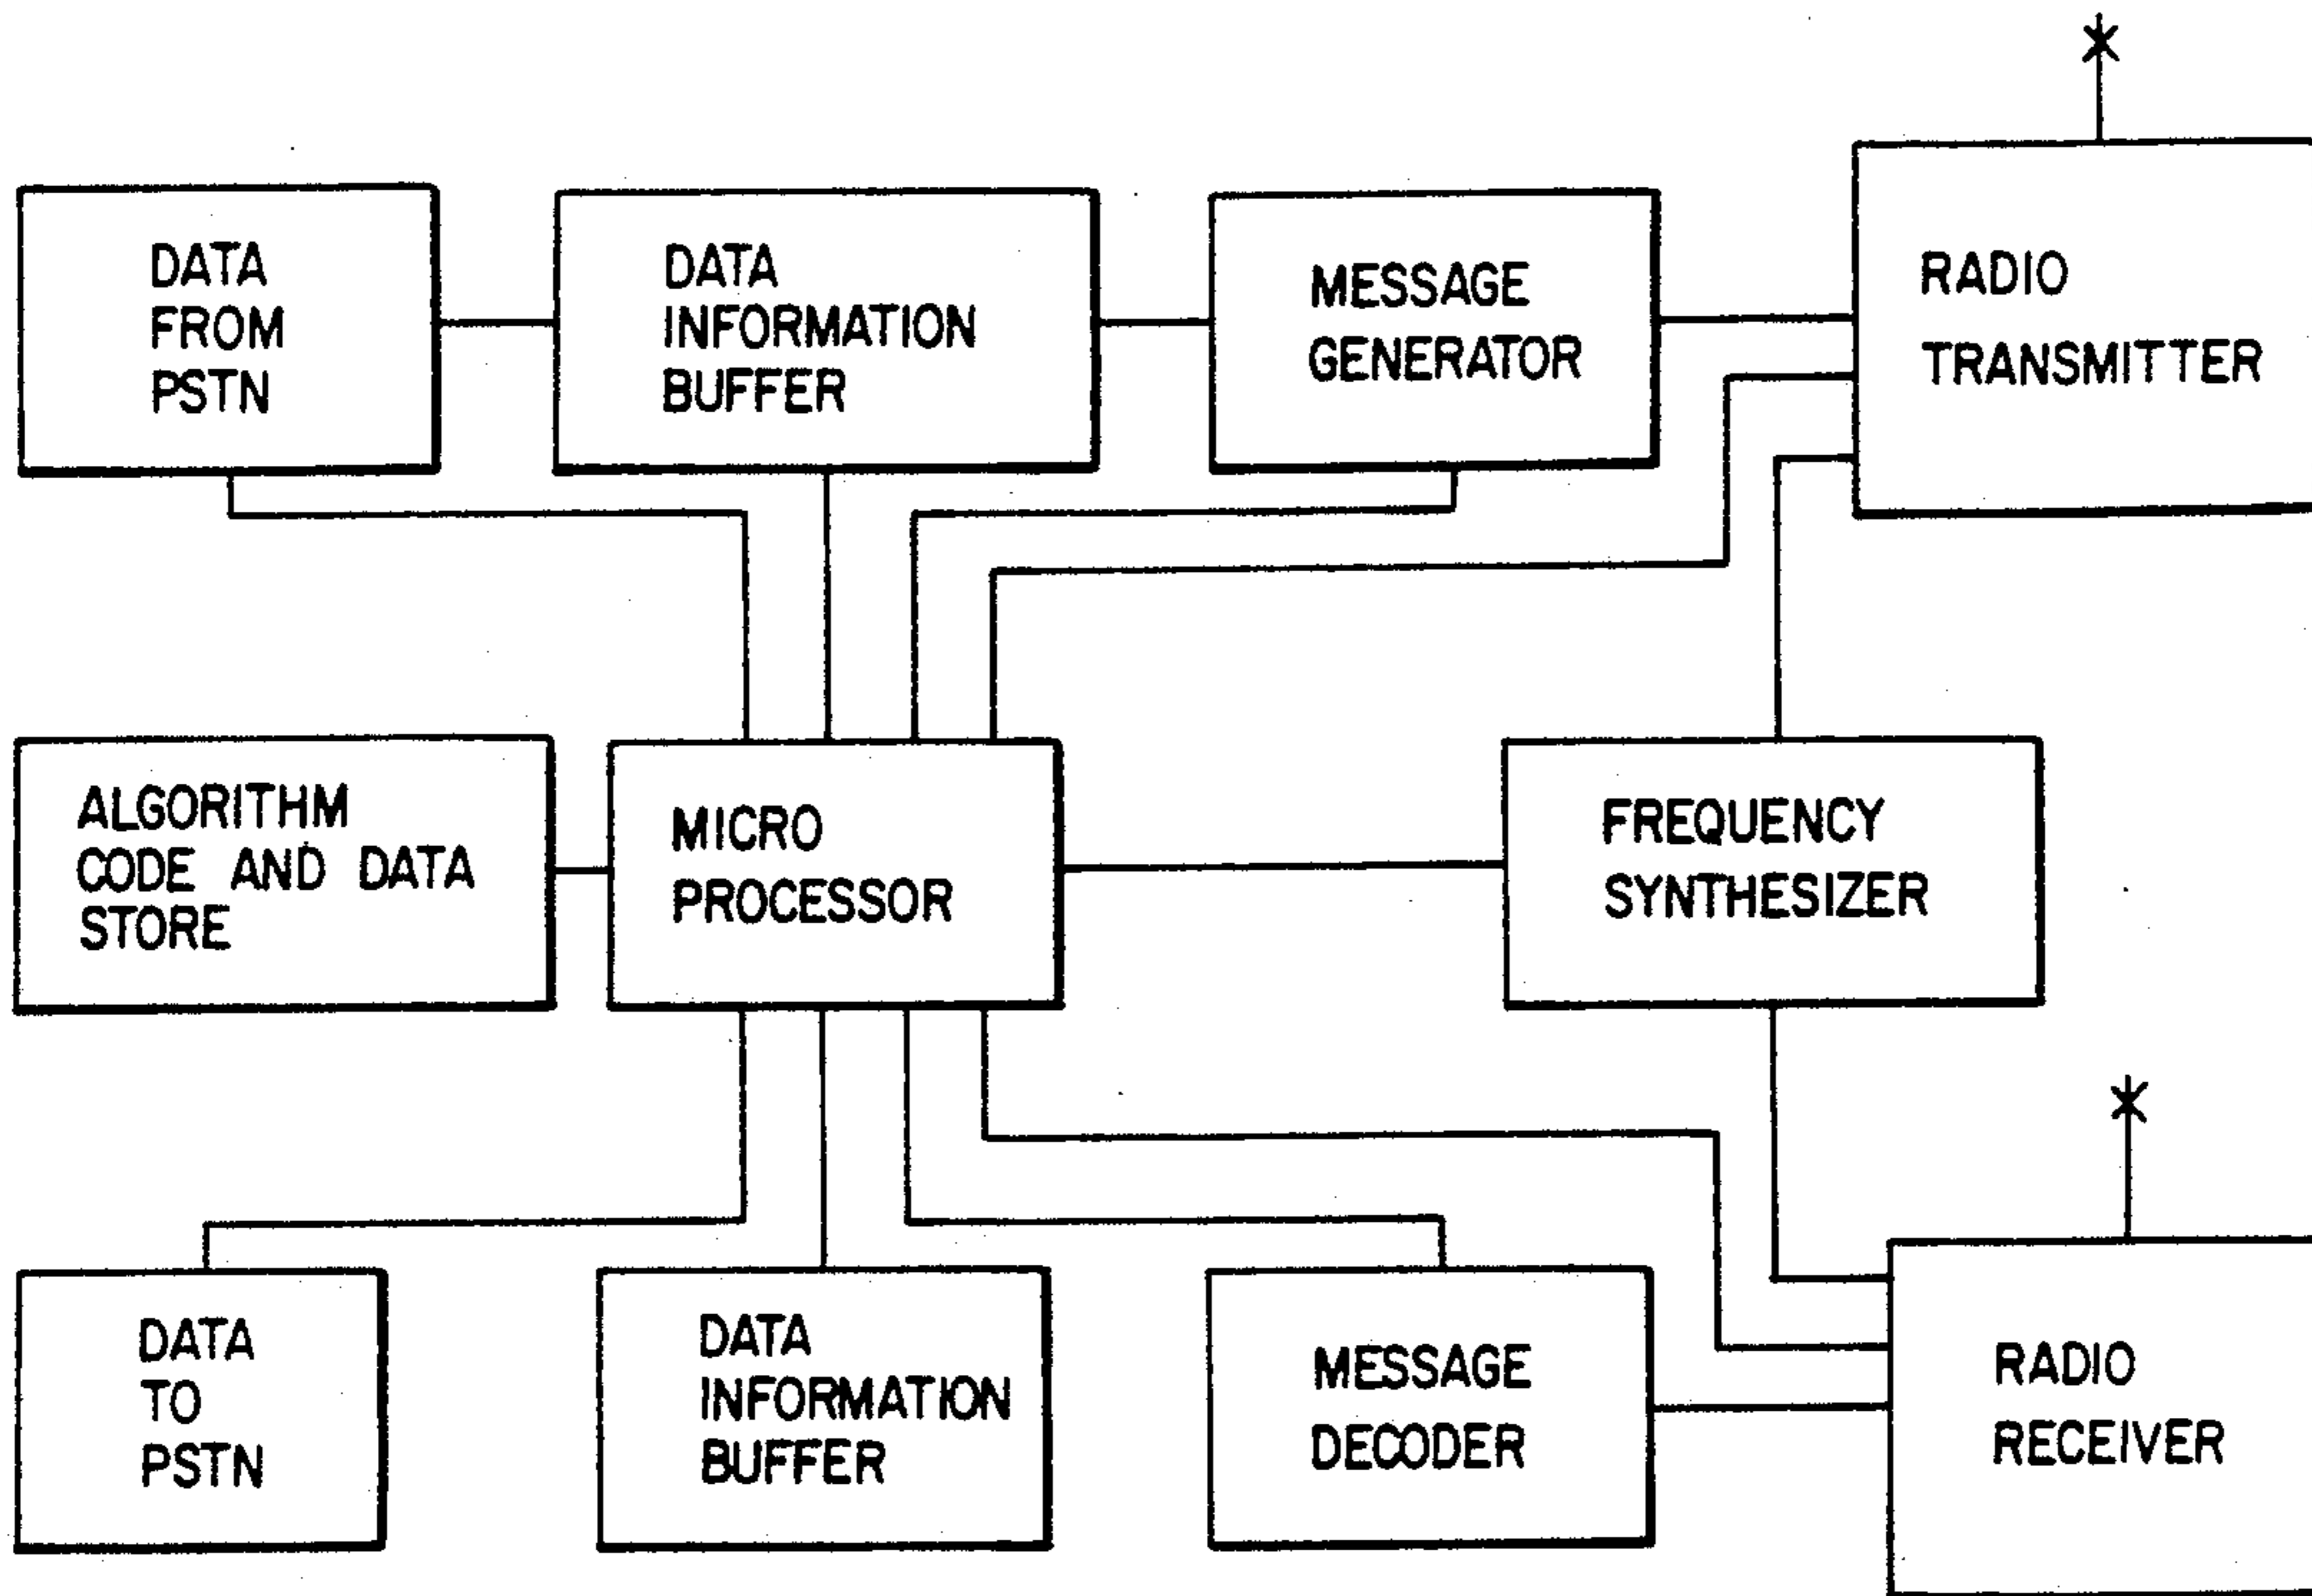 DATA
FROM
PSTN
DATA
INFORMATION
BUFFER
MESSAGE
GENERATOR
RADIO
TRANSMITTER
ALGORITHM
CODE AND DATA
STORE
MICRO
PROCESSOR
FREQUENCY
SYNTHESIZER
DATA
TO
PSTN
DATA
INFORMATION
BUFFER
MESSAGE
DECODER
RADIO
RECEIVER